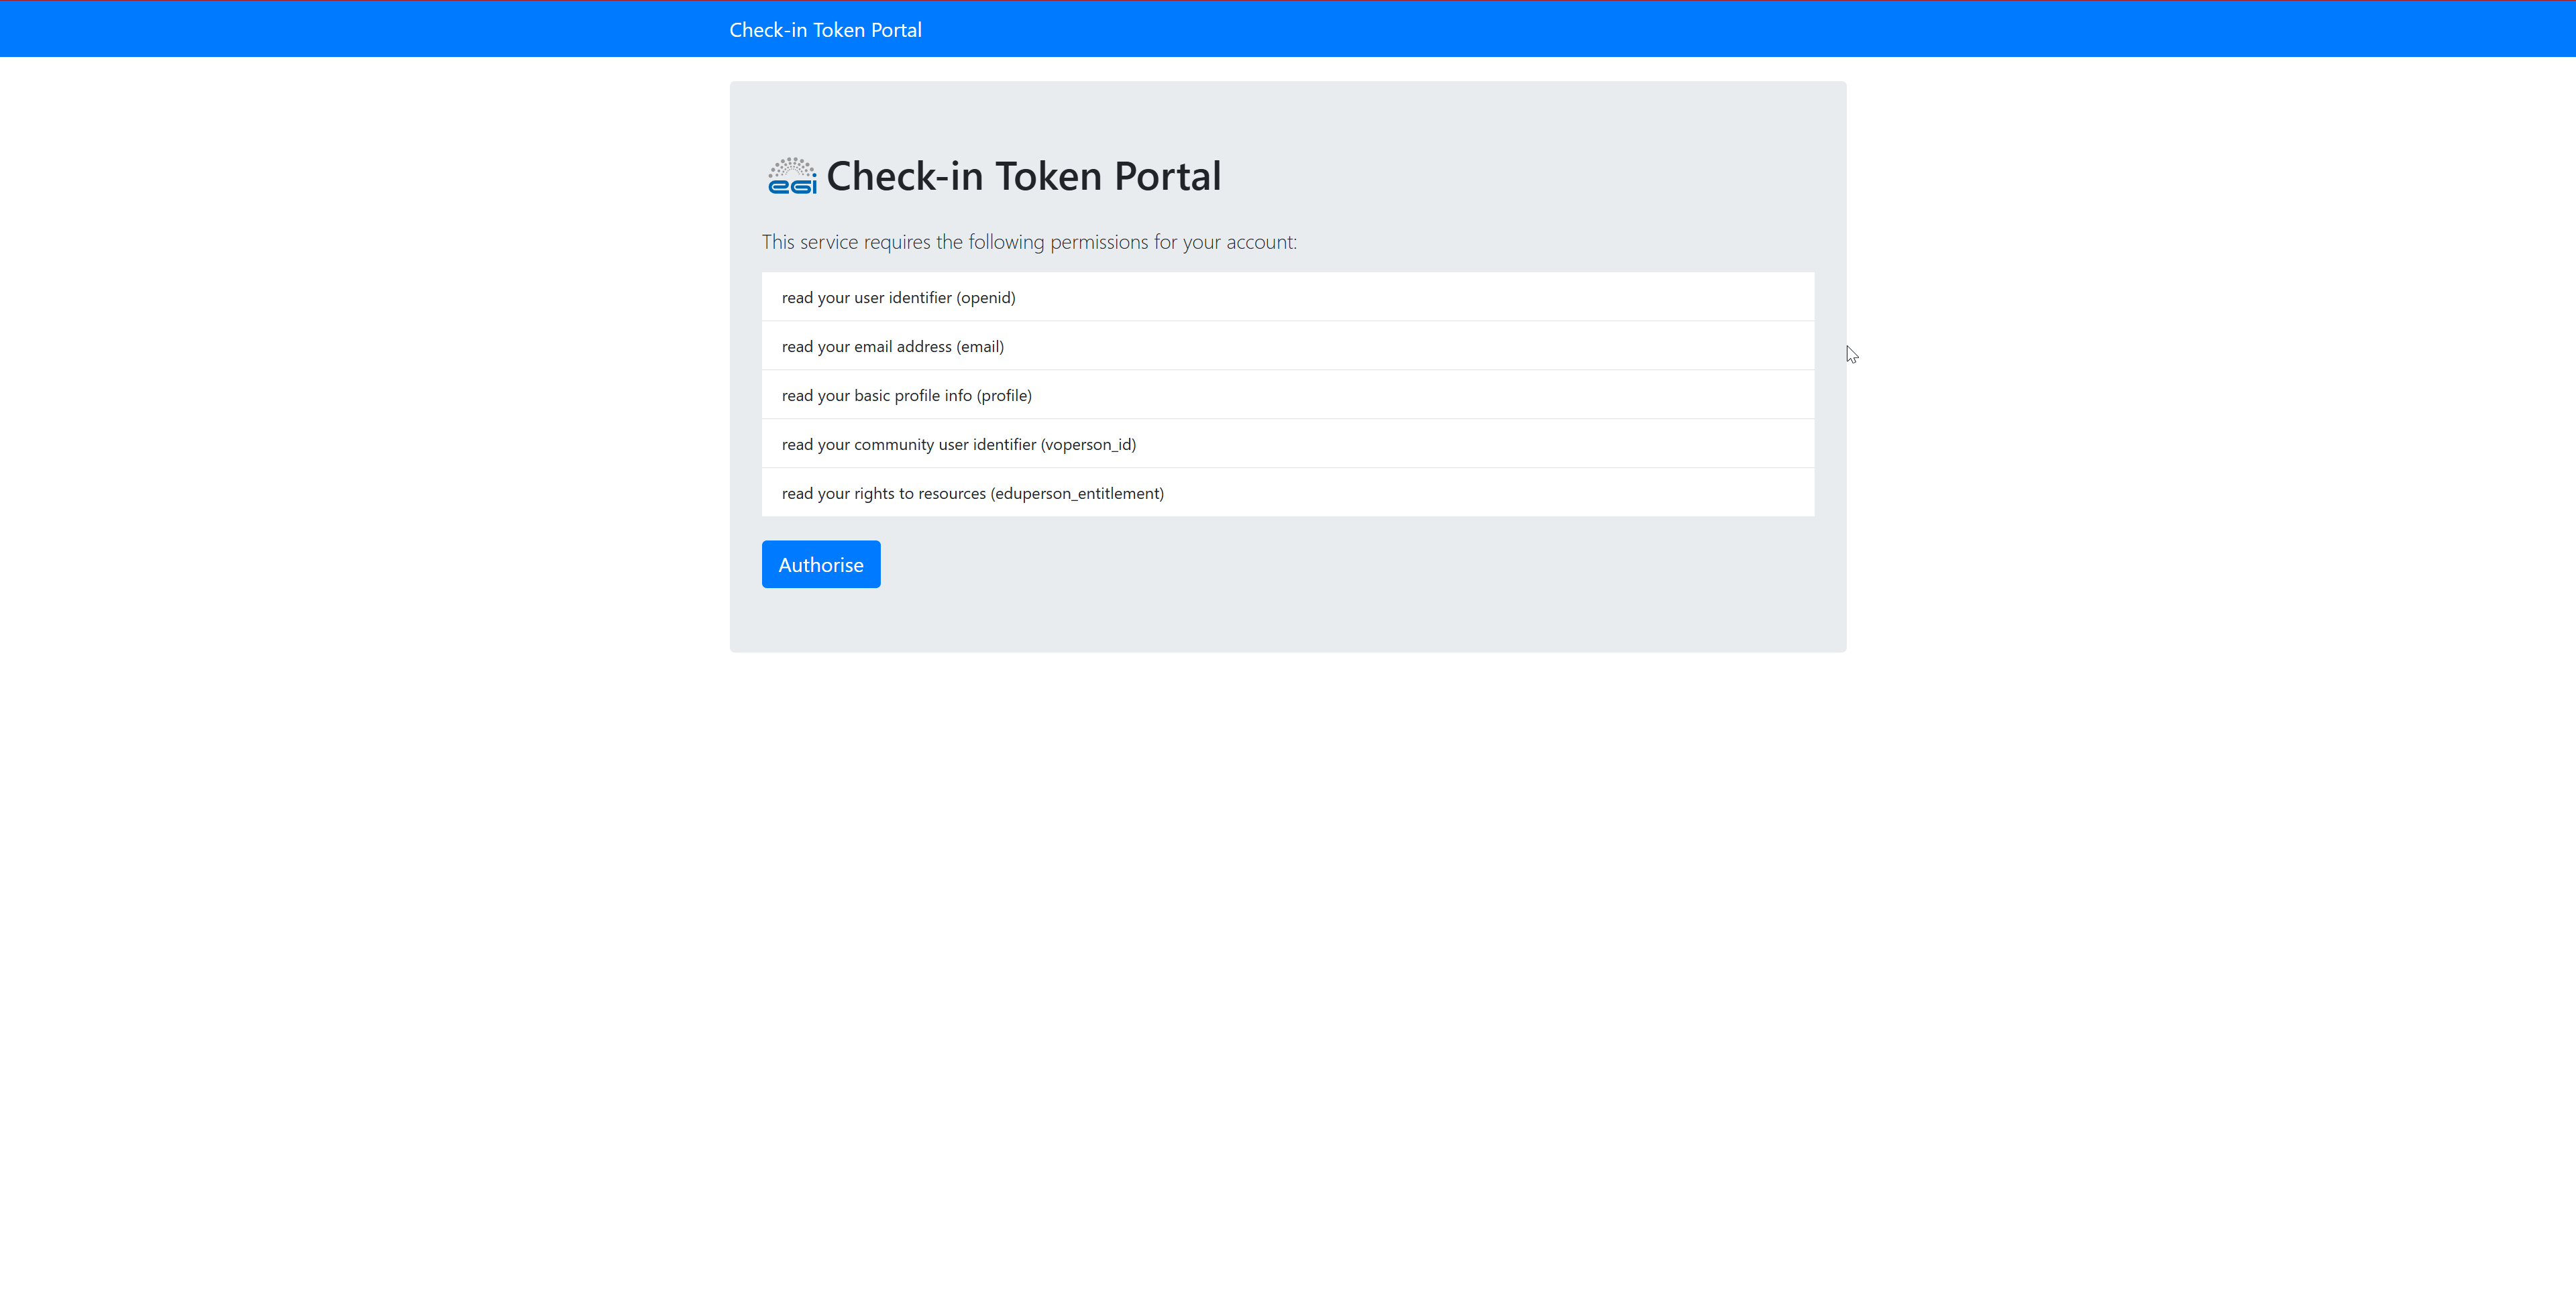 Check-in Token Portal
egi Check-in Token Portal
This service requires the following permissions for your account:
read your user identifier (openid)
read your email address (email)
read your basic profile info (profile)
read your community user identifier (voperson_id)
read your rights to resources (eduperson_entitlement)
Authorise